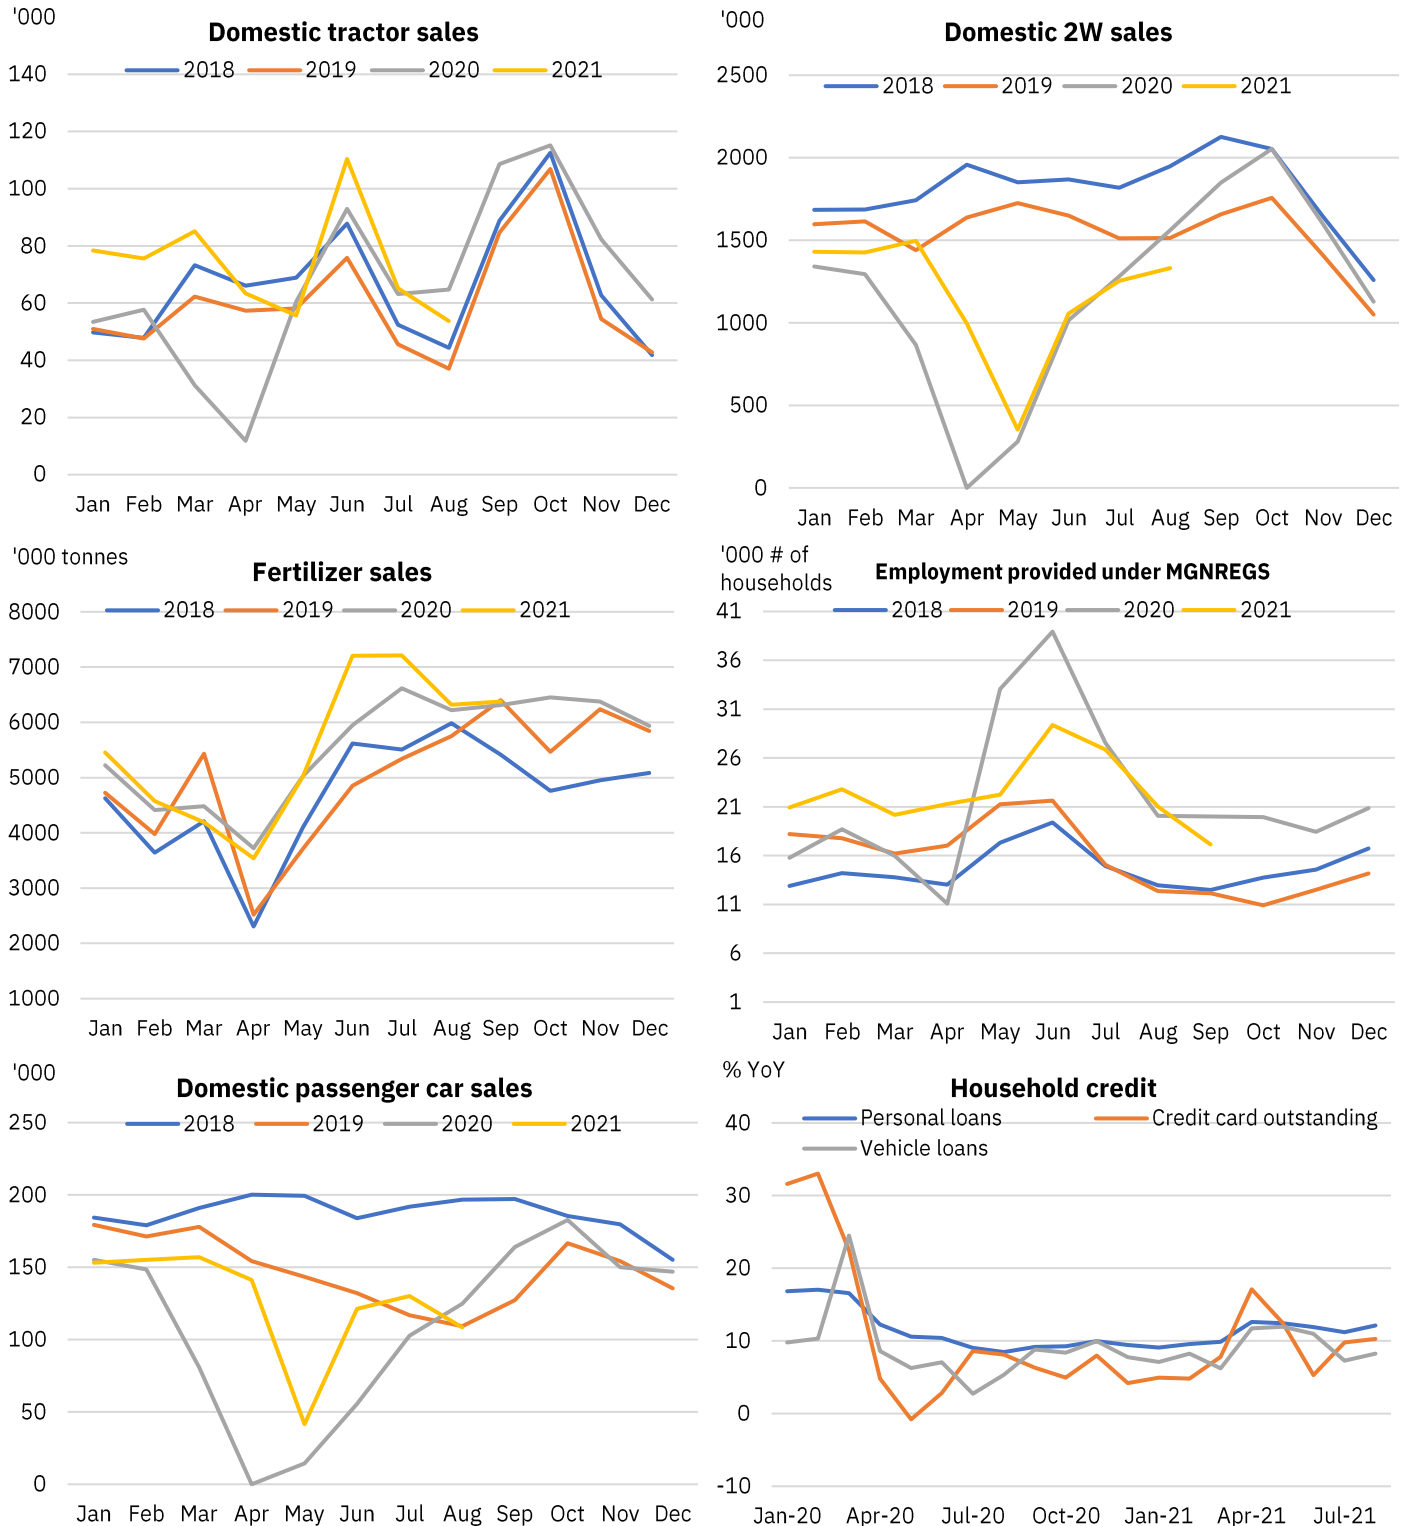 '000
Domestic tractor sales
2018 2019 2020 2021
140
120
100
80
60
40
20
0
Jan Feb Mar Apr May Jun Jul Aug Sep Oct Nov Dec
'000
Domestic 2W sales
2018 2019 2020 2021
2500
2000
1500
1000
500
0
Jan Feb Mar Apr May Jun Jul Aug Sep Oct Nov Dec
'000 tonnes
Fertilizer sales
2018 2019 2020 2021
8000
7000
6000
5000
4000
3000
2000
1000
Jan Feb Mar Apr May Jun Jul Aug Sep Oct Nov Dec
'000 # of
households
Employment provided under MGNREGS
2018 2019 2020 2021
41
36
31
26
21
16
11
6
1
Jan Feb Mar Apr May Jun Jul Aug Sep Oct Nov Dec
'000
Domestic passenger car sales
2018 2019 2020 2021
250
200
150
100
50
0
Jan Feb Mar Apr May Jun Jul Aug Sep Oct Nov Dec
% YoY
Household credit
Personal loans Credit card outstanding
Vehicle loans
40
30
20
10
0
-10
Jan-20 Apr-20 Jul-20 Oct-20 Jan-21 Apr-21 Jul-21